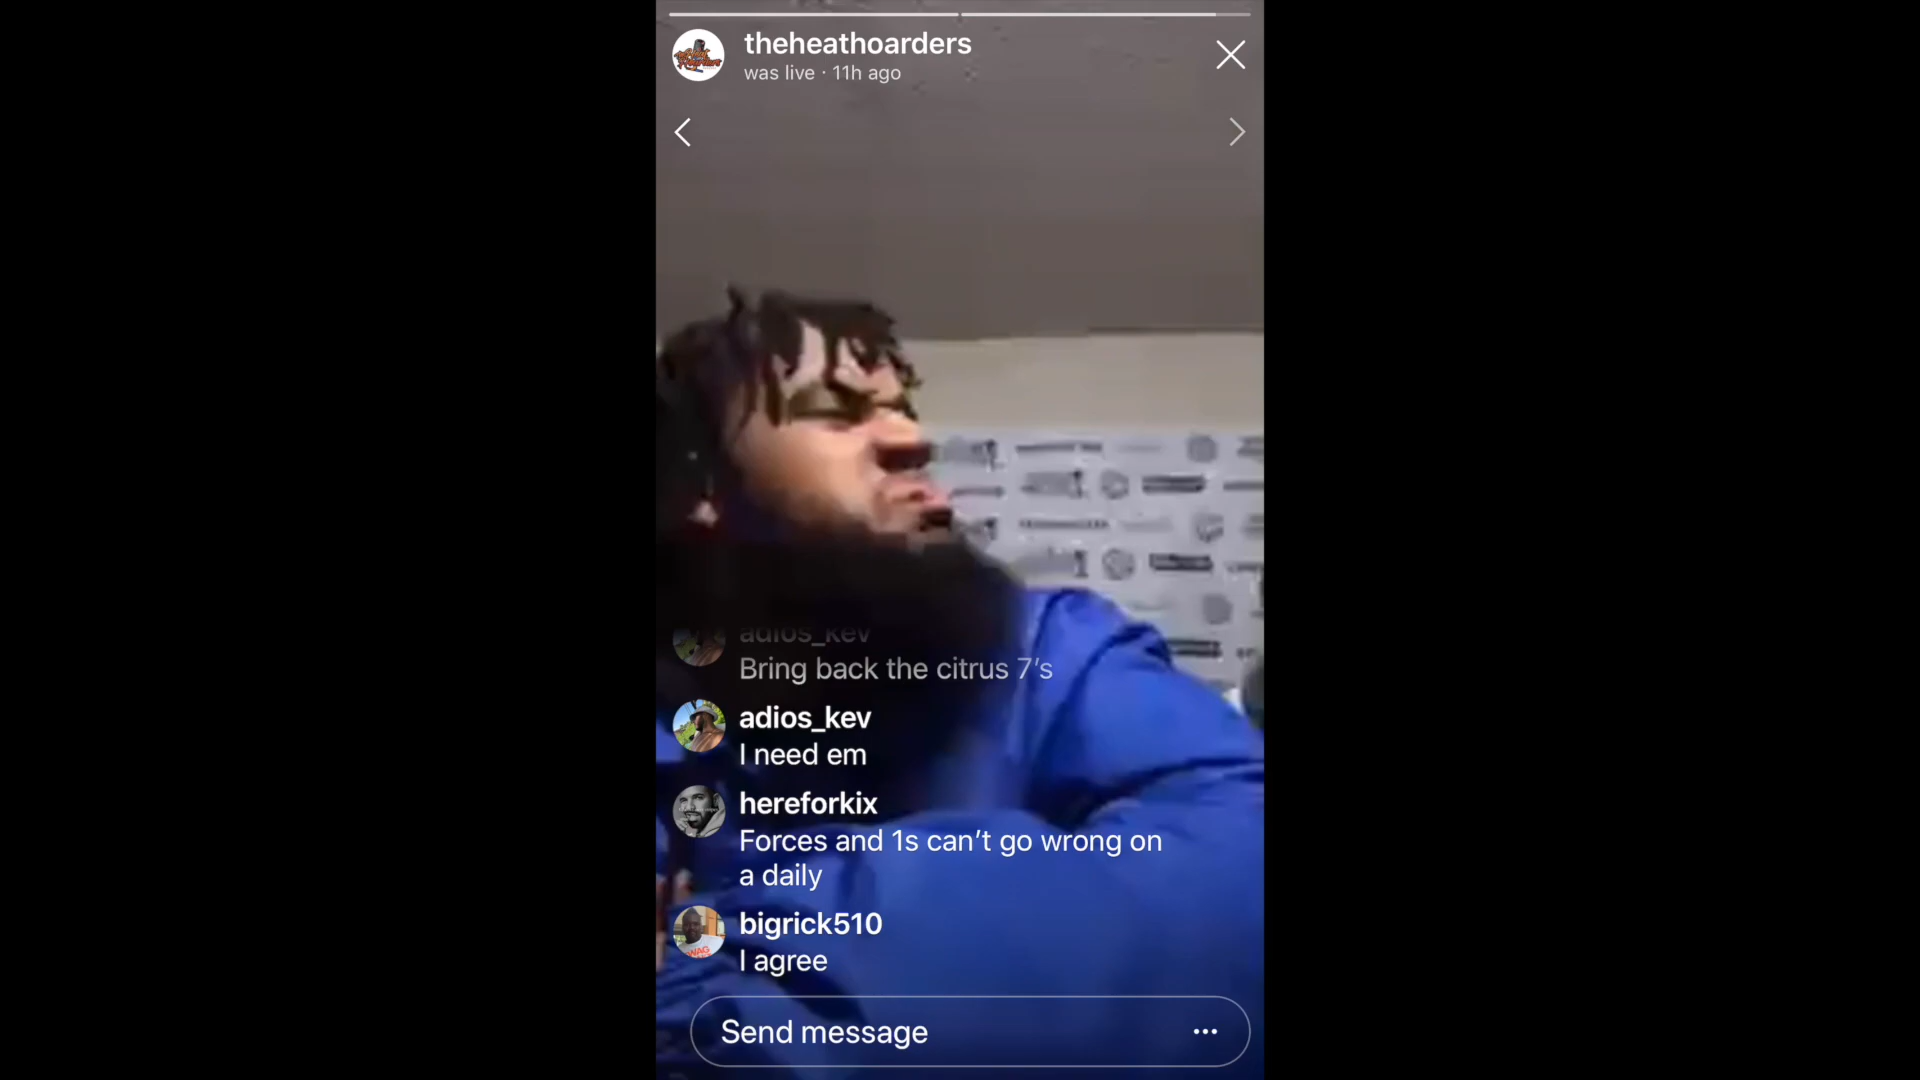 theheathoarders
was live · 11h ago
adios_kev
Bring back the citrus 7’s
adios_kev
I need em
hereforkix
Forces and 1s can’t go wrong on
a daily
bigrick510
I agree
Send message